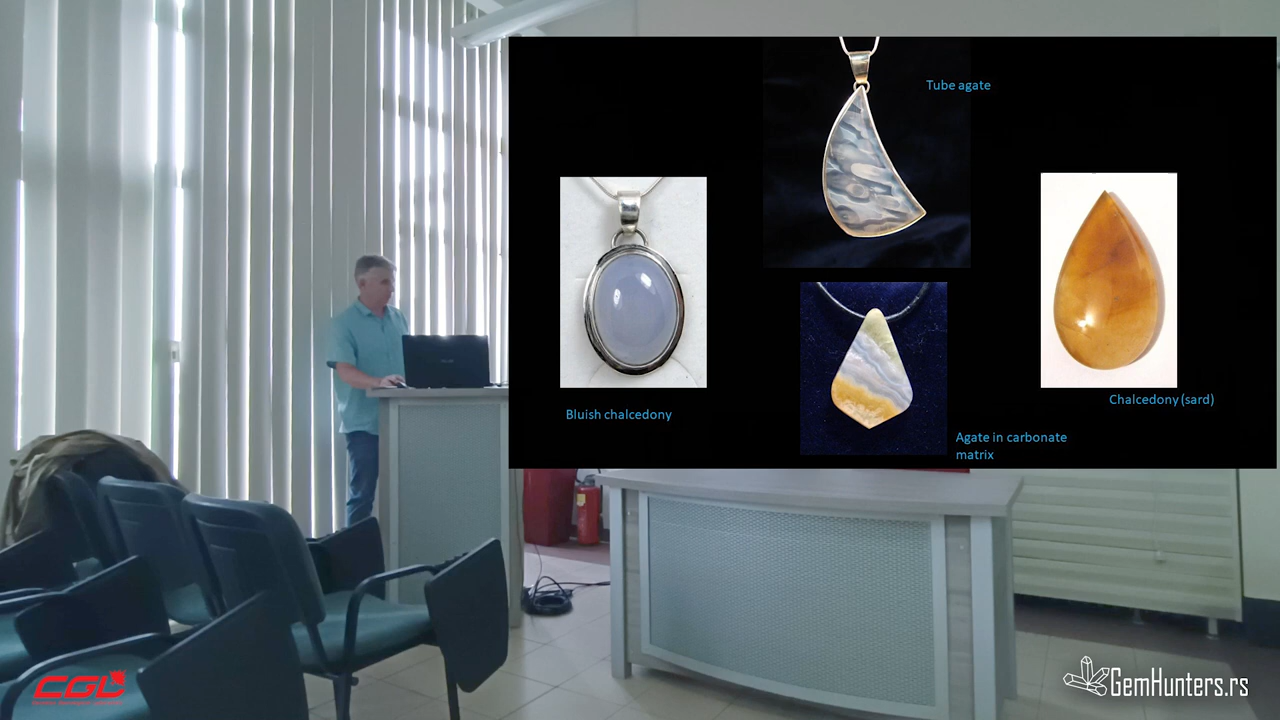 Tube agate
Bluish chalcedony
Chalcedony (sard)
Agate in carbonate
matrix
CGL
GemHunters.rs